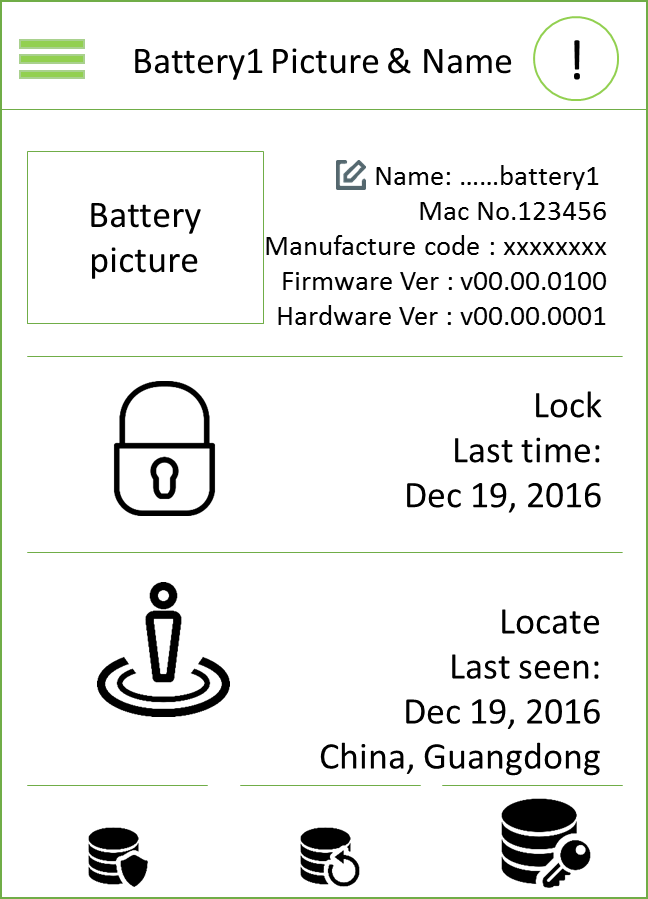 Battery1 Picture & Name
!
Battery
picture
Name: ......battery1
Mac No.123456
Manufacture code : xxxxxxxx
Firmware Ver : v00.00.0100
Hardware Ver : v00.00.0001
Lock
Last time:
Dec 19, 2016
Locate
Last seen:
Dec 19, 2016
China, Guangdong